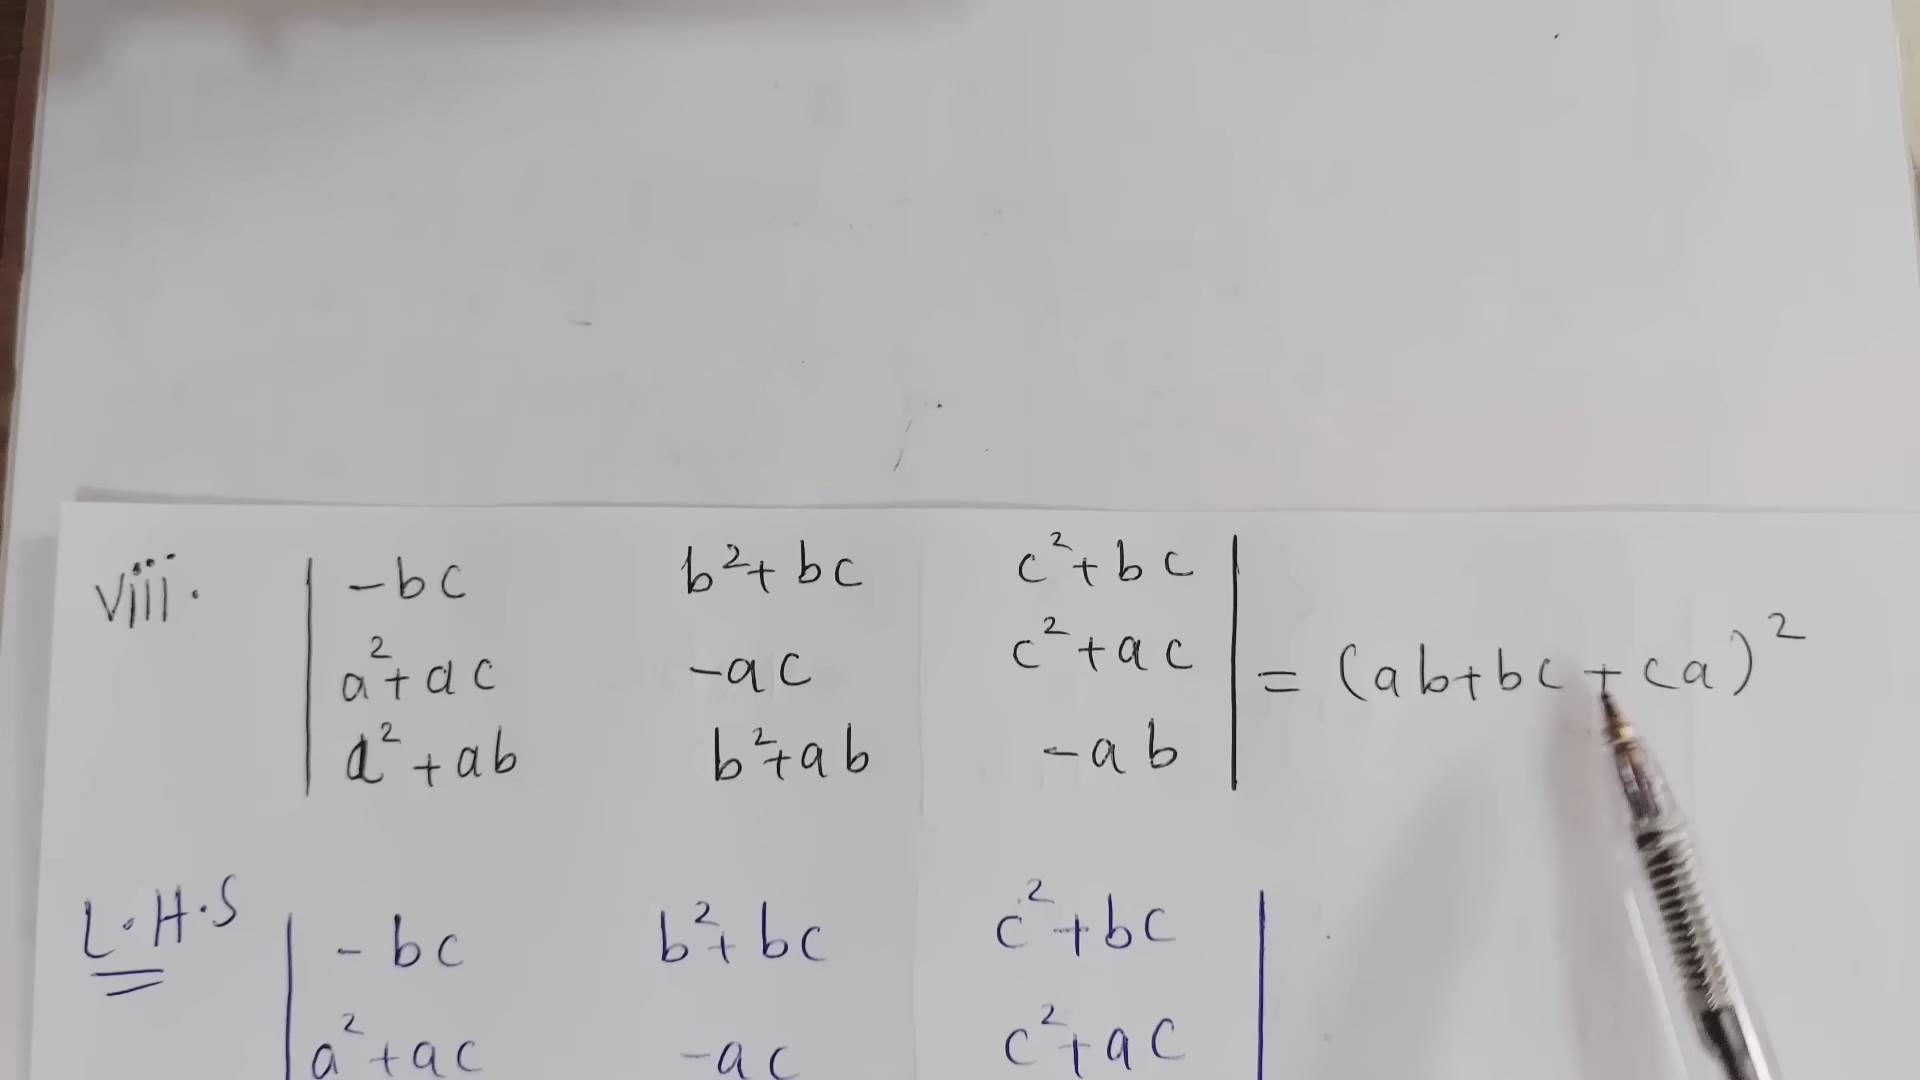 viii. | -bc b²+bc c²+bc |
| a²+ac -ac c²+ac | = (ab+bc+ca)²
| a²+ab b²+ab -ab |
L.H.S | -bc b²+bc c²+bc |
| a²+ac -ac c²+ac |